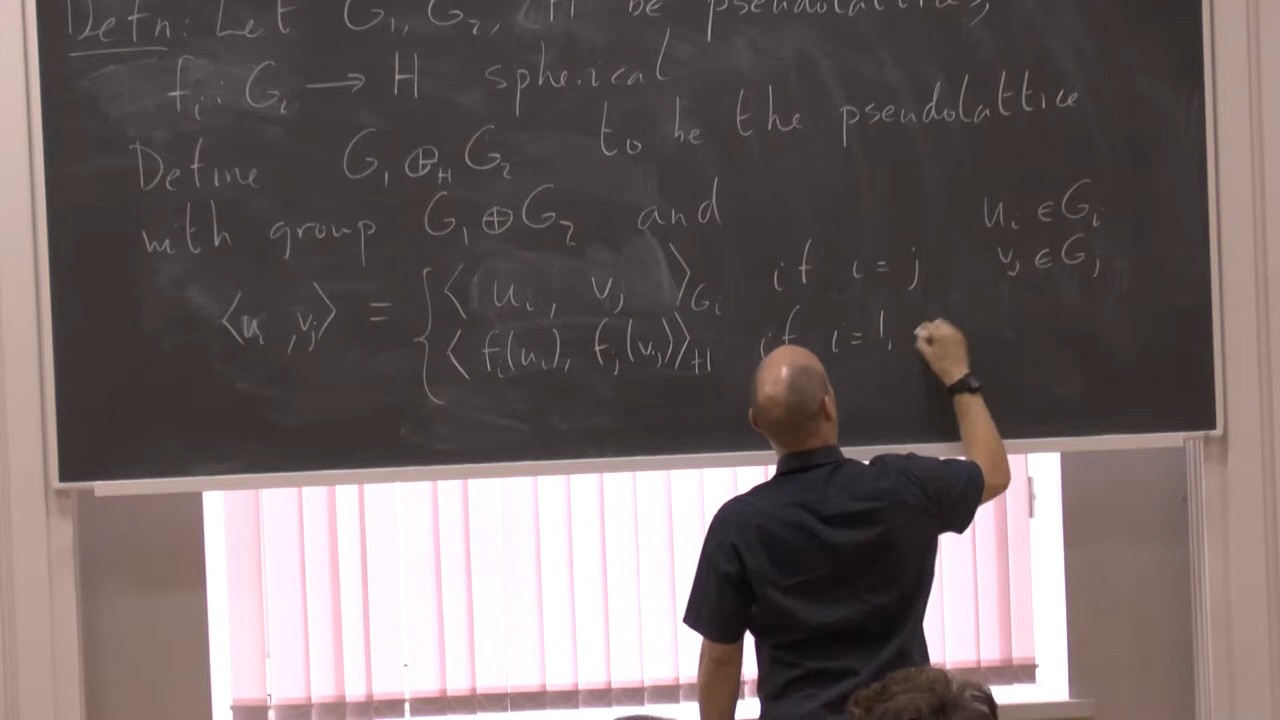 Defn: Let G₁, G₂, H be pseudolattices,
fᵢ: Gᵢ → H spherical
Define G₁ ⊕_H G₂ to be the pseudolattice
with group G₁ ⊕ G₂ and
uᵢ ∈ Gᵢ
vⱼ ∈ Gⱼ
⟨uᵢ, vⱼ⟩ = { ⟨uᵢ, vⱼ⟩_Gᵢ if i = j
⟨fᵢ(uᵢ), fⱼ(vⱼ)⟩_H if i = 1,